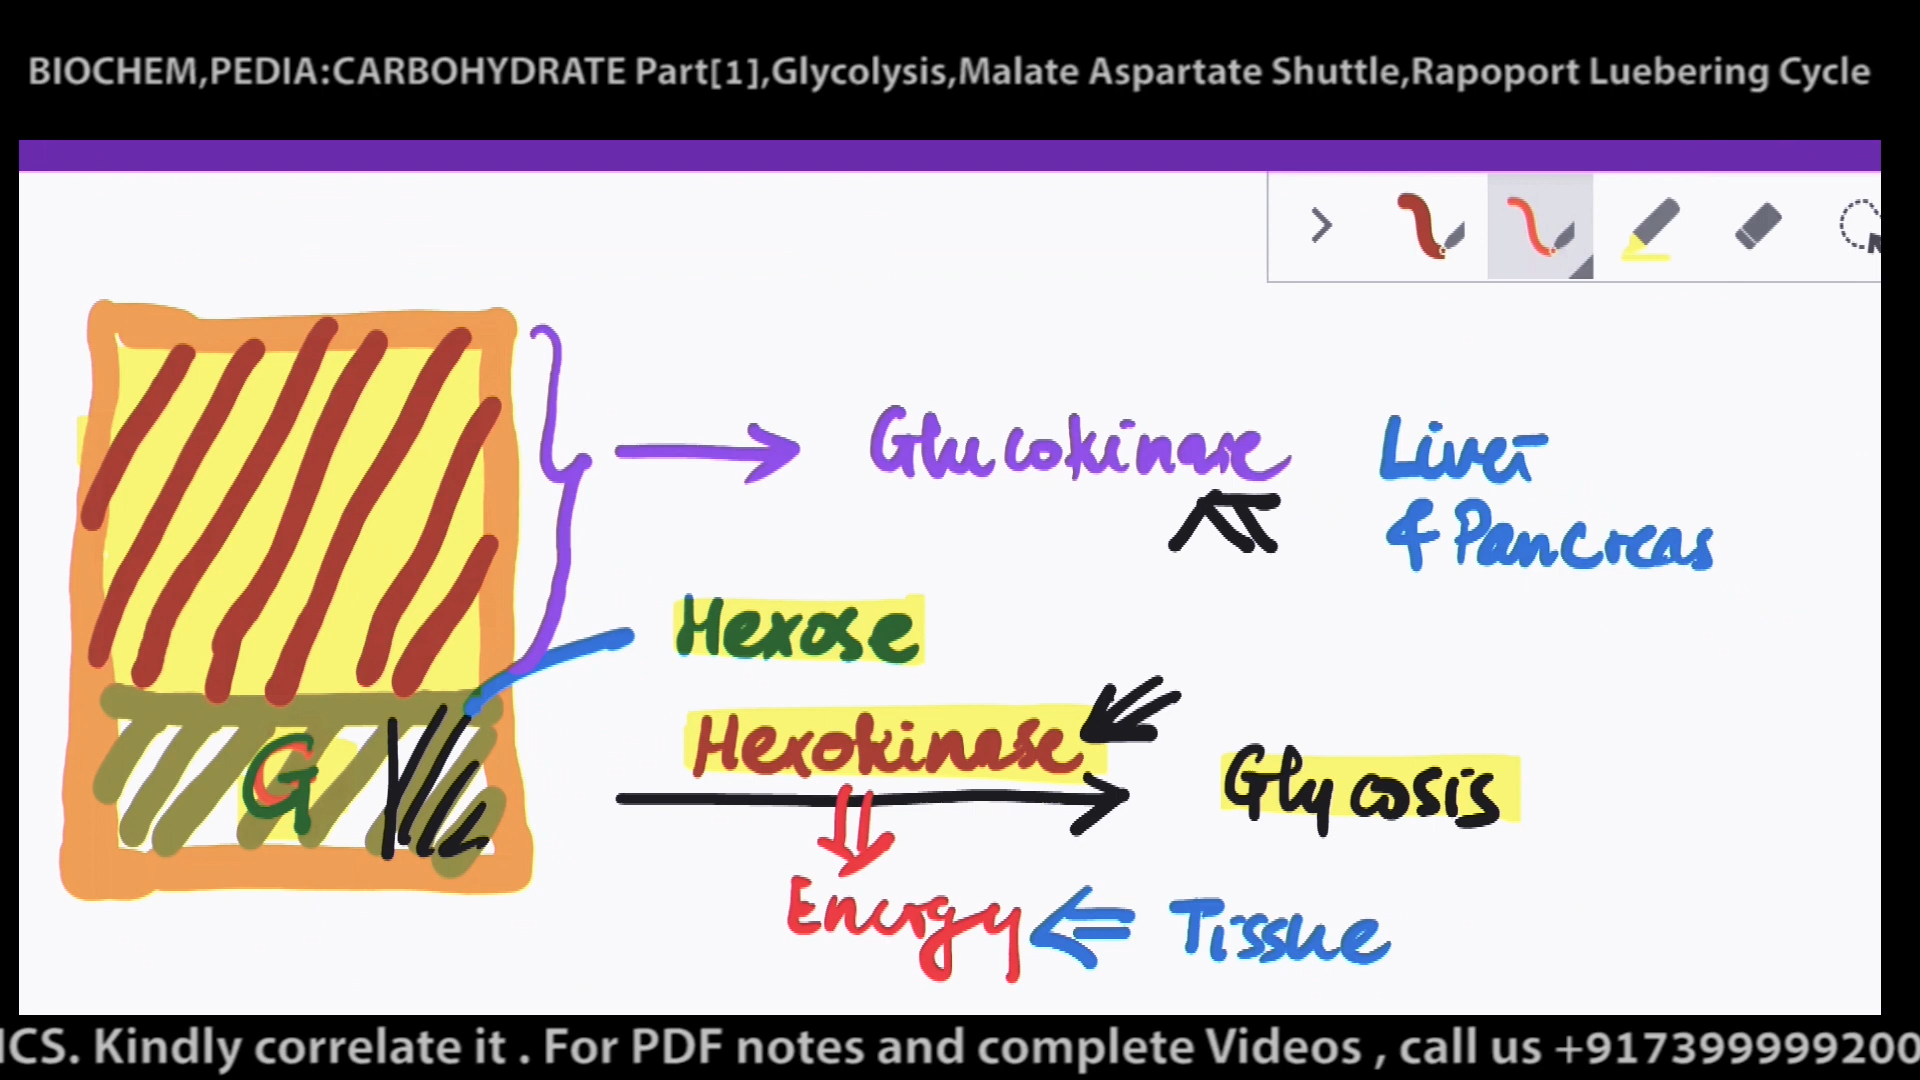 BIOCHEM,PEDIA:CARBOHYDRATE Part[1],Glycolysis,Malate Aspartate Shuttle,Rapoport Luebering Cycle
Glucokinase Liver
& Pancreas
Hexose
Hexokinase
G Glycosis
Energy Tissue
ICS. Kindly correlate it . For PDF notes and complete Videos , call us +917399999200